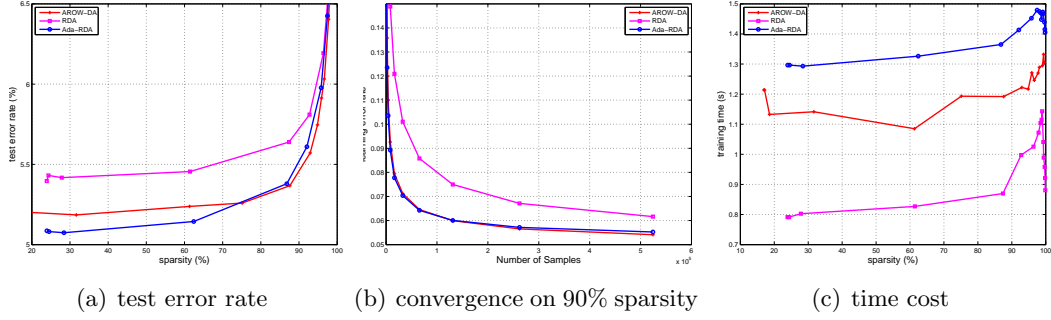 6.5
6
5.5
5
test error rate (%)
AROW−DA
RDA
Ada−RDA
20 30 40 50 60 70 80 90 100
sparsity (%)
(a) test error rate
0.14
0.13
0.12
0.11
0.1
0.09
0.08
0.07
0.06
0.05
AROW−DA
RDA
Ada−RDA
0 1 2 3 4 5 6
Number of Samples
(b) convergence on 90% sparsity
1.5
1.4
1.3
1.2
1.1
1
0.9
0.8
0.7
training time (s)
AROW−DA
RDA
Ada−RDA
10 20 30 40 50 60 70 80 90 100
sparsity (%)
(c) time cost